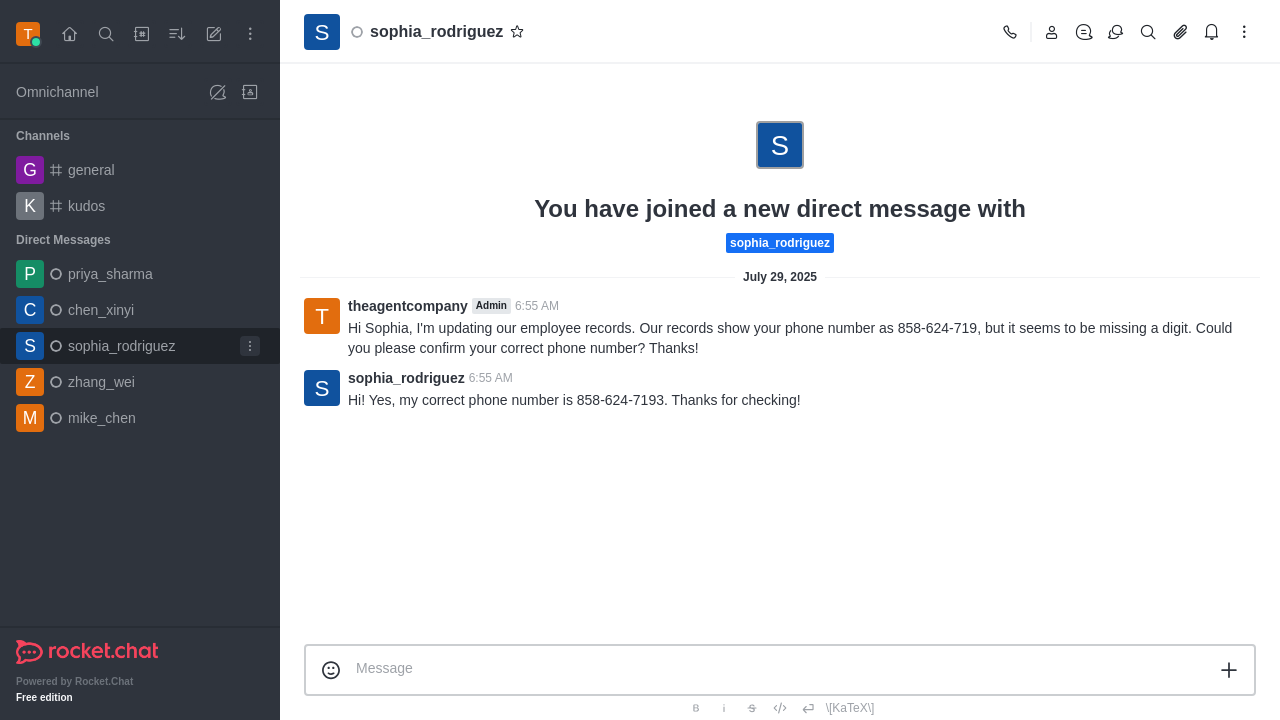 T
S
sophia_rodriguez
Omnichannel
Channels
G general
K kudos
Direct Messages
P priya_sharma
C chen_xinyi
S sophia_rodriguez
Z zhang_wei
M mike_chen
rocket.chat
Powered by Rocket.Chat
Free edition
S
You have joined a new direct message with
sophia_rodriguez
July 29, 2025
T
theagentcompany Admin 6:55 AM
Hi Sophia, I'm updating our employee records. Our records show your phone number as 858-624-719, but it seems to be missing a digit. Could
you please confirm your correct phone number? Thanks!
S
sophia_rodriguez 6:55 AM
Hi! Yes, my correct phone number is 858-624-7193. Thanks for checking!
Message
B i S </> \[KaTeX\]